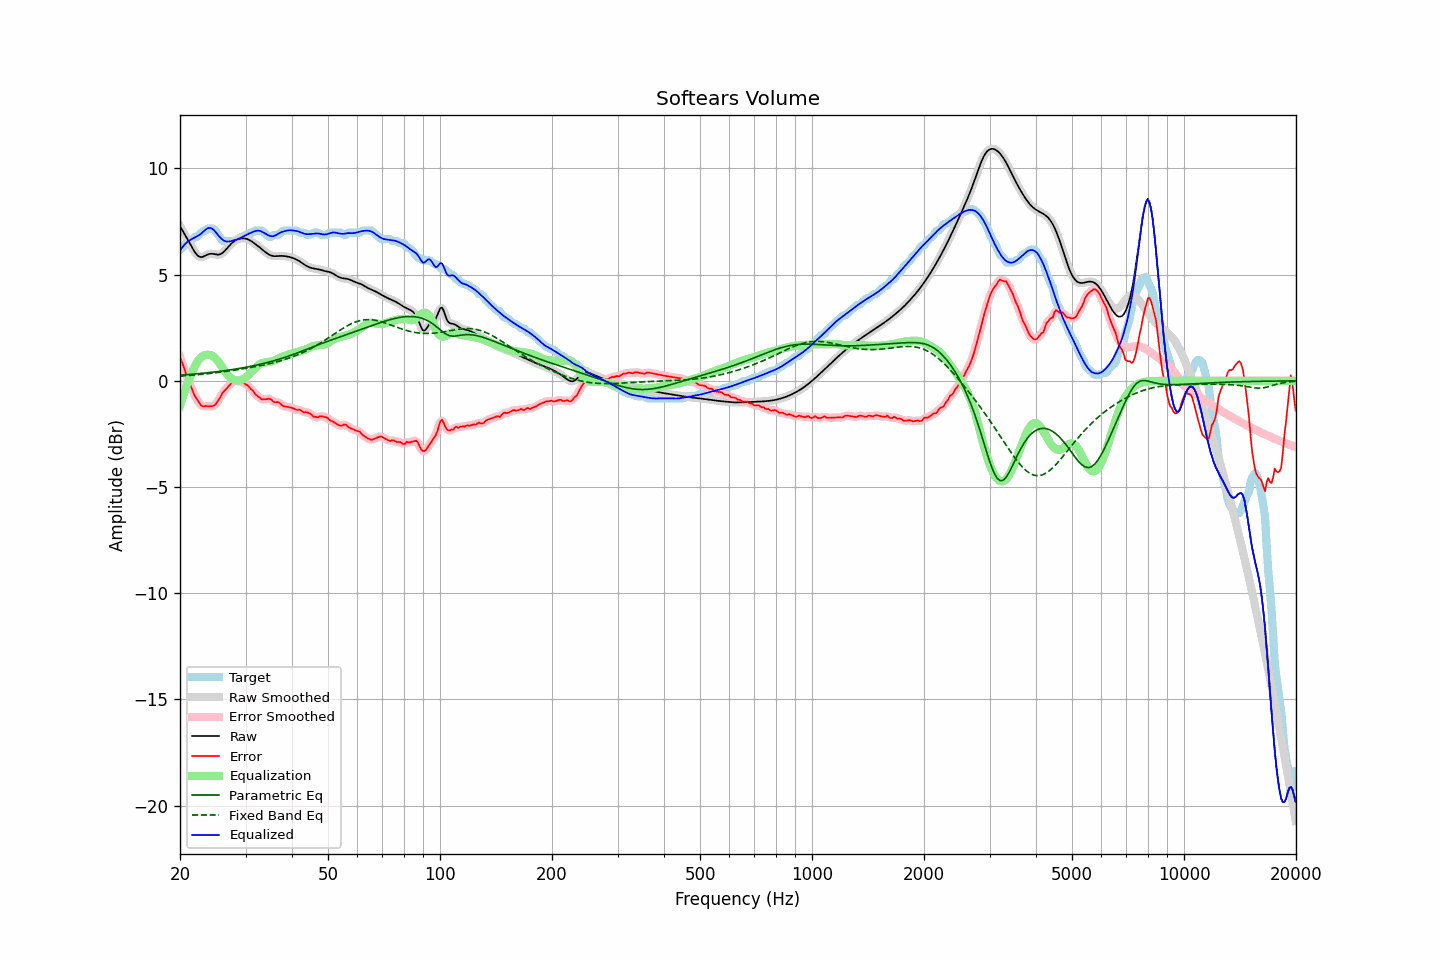 Softears Volume
Amplitude (dBr)
10
5
0
−5
−10
−15
−20
Target
Raw Smoothed
Error Smoothed
Raw
Error
Equalization
Parametric Eq
Fixed Band Eq
Equalized
20 50 100 200 500 1000 2000 5000 10000 20000
Frequency (Hz)